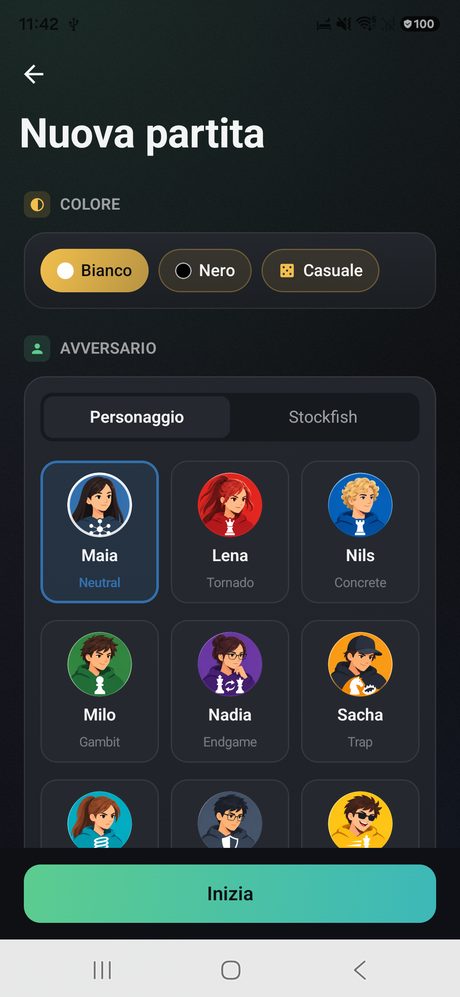 11:42
100
Nuova partita
COLORE
Bianco
Nero
Casuale
AVVERSARIO
Personaggio
Stockfish
Maia
Lena
Nils
Neutral
Tornado
Concrete
Milo
Nadia
Sacha
Gambit
Endgame
Trap
Inizia